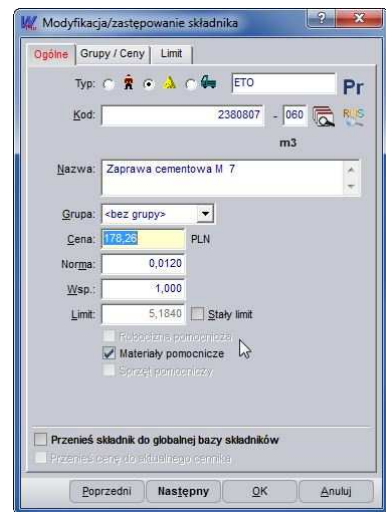 Modyfikacja/zastępowanie składnika
Ogólne Grupy / Ceny Limit
Typ: ETO Pr
Kod: 2380807 - 060
m3
Nazwa: Zaprawa cementowa M 7
Grupa: <bez grupy>
Cena: 178,26 PLN
Norma: 0,0120
Wsp.: 1,000
Limit: 5,1840 Stały limit
Robocizna pomocnicza
Materiały pomocnicze
Sprzęt pomocniczy
Przenieś składnik do globalnej bazy składników
Przenieś cenę do aktualnego cennika
Poprzedni Następny OK Anuluj